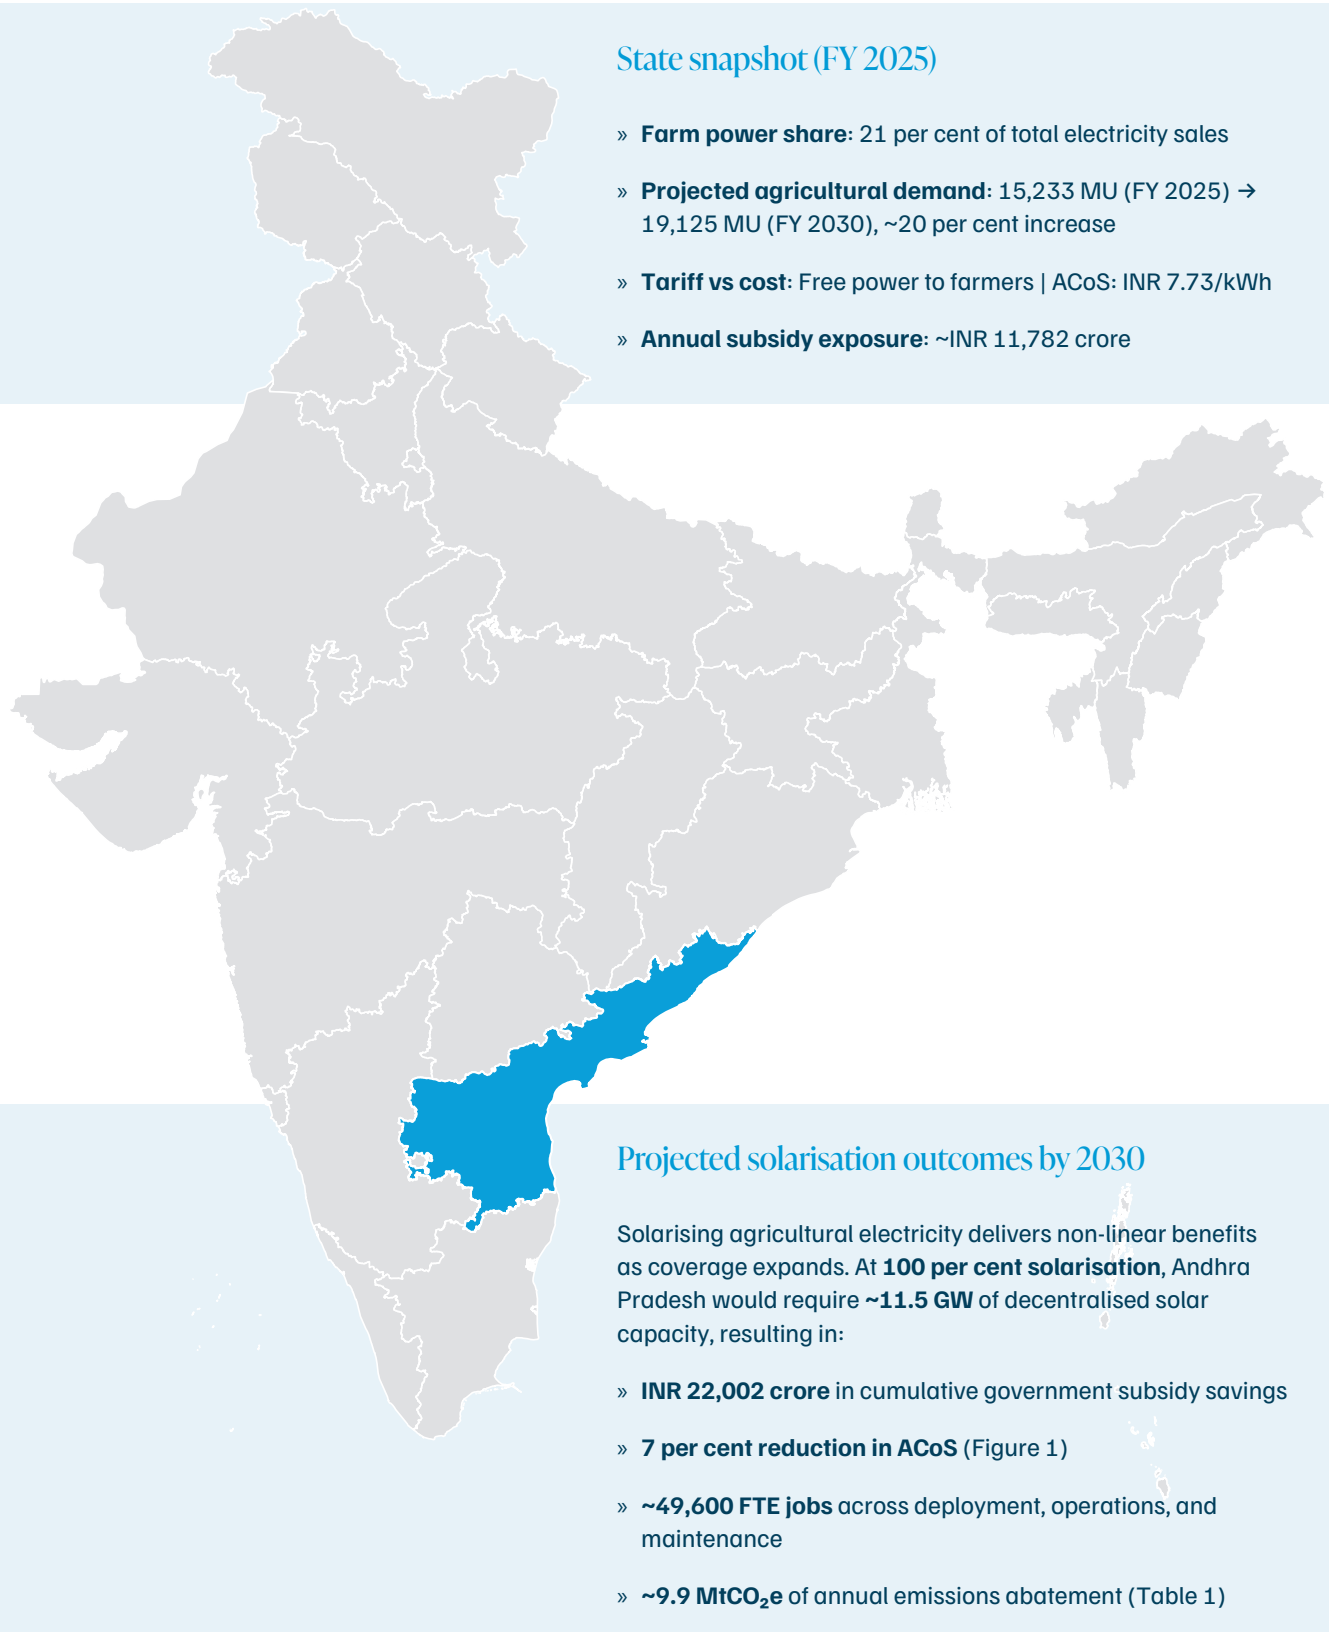 State snapshot (FY 2025)
» Farm power share: 21 per cent of total electricity sales
» Projected agricultural demand: 15,233 MU (FY 2025) →
19,125 MU (FY 2030), ~20 per cent increase
» Tariff vs cost: Free power to farmers | ACoS: INR 7.73/kWh
» Annual subsidy exposure: ~INR 11,782 crore
Projected solarisation outcomes by 2030
Solarising agricultural electricity delivers non-linear benefits
as coverage expands. At 100 per cent solarisation, Andhra
Pradesh would require ~11.5 GW of decentralised solar
capacity, resulting in:
» INR 22,002 crore in cumulative government subsidy savings
» 7 per cent reduction in ACoS (Figure 1)
» ~49,600 FTE jobs across deployment, operations, and
maintenance
» ~9.9 MtCO₂e of annual emissions abatement (Table 1)